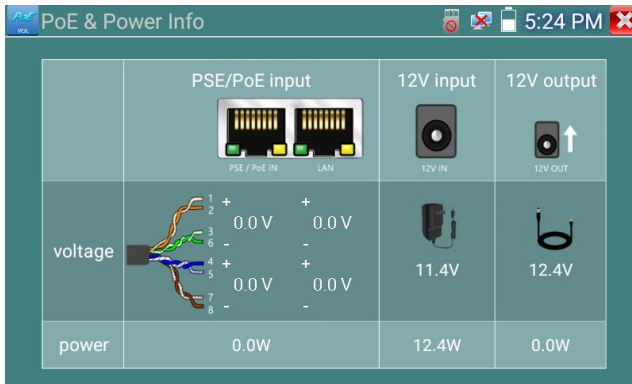 PoE
VOL
PoE & Power Info
5:24 PM
PSE/PoE input
12V input
12V output
PSE / PoE IN
LAN
12V IN
12V OUT
voltage
1 + +
2
0.0 V 0.0 V
3
6 - -
4 + +
5
0.0 V 0.0 V
7
8 - -
11.4V
12.4V
power
0.0W
12.4W
0.0W